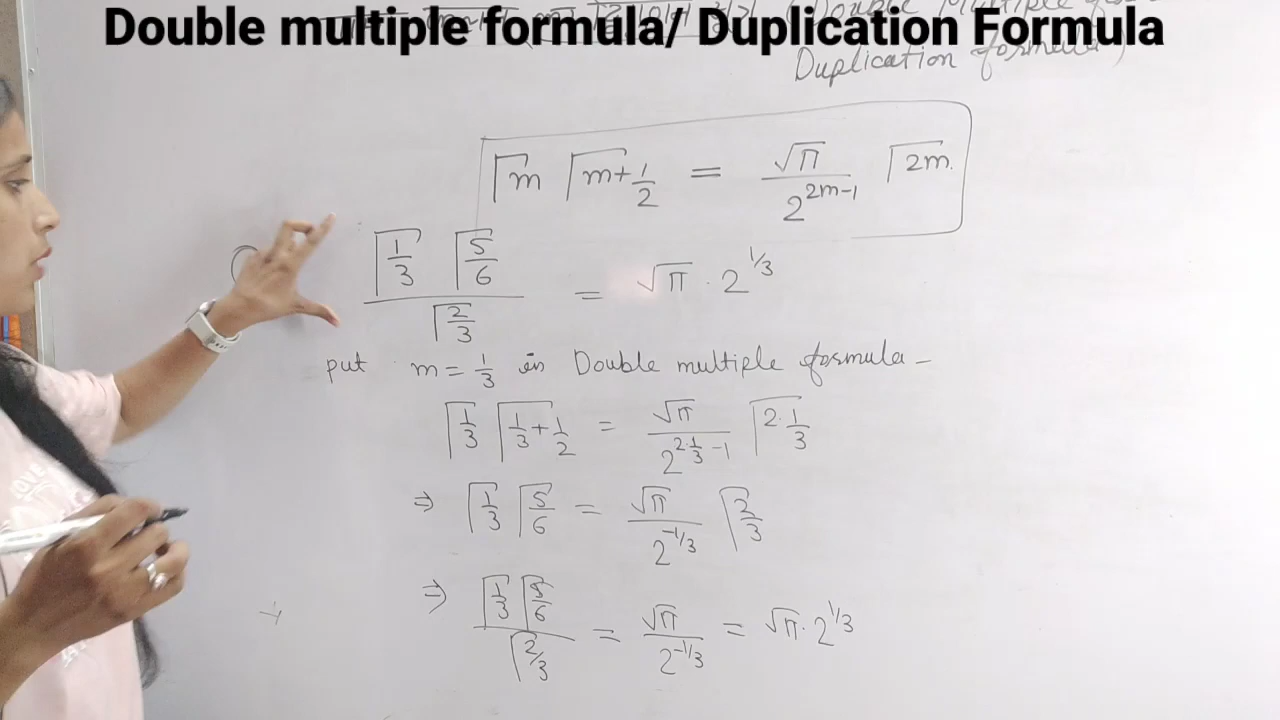 Double multiple formula/ Duplication Formula
Duplication formula)
√m √m+1/2 = √π/2^(2m-1) √2m.
Γ1/3 Γ5/6 / Γ2/3 = √π · 2^1/3
put m = 1/3 in Double multiple formula –
Γ1/3 Γ1/3+1/2 = √π/2^(2·1/3-1) Γ2·1/3
⇒ Γ1/3 Γ5/6 = √π/2^(-1/3) Γ2/3
⇒ Γ1/3 Γ5/6 / Γ2/3 = √π/2^(-1/3) = √π · 2^1/3